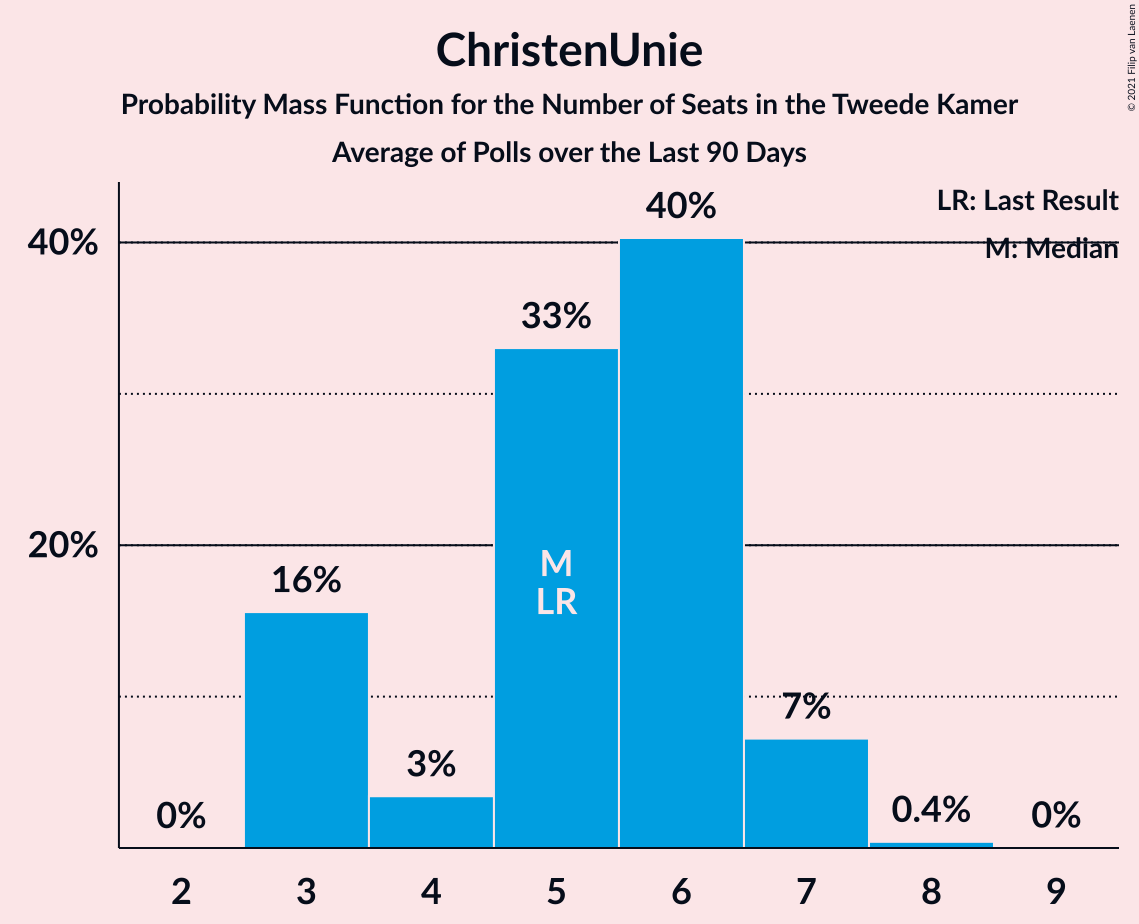 ChristenUnie
Probability Mass Function for the Number of Seats in the Tweede Kamer
Average of Polls over the Last 90 Days
© 2021 Filip van Laenen
LR: Last Result
M: Median
40%
20%
0%
16%
3%
33%
40%
7%
0.4%
0%
M
LR
2 3 4 5 6 7 8 9